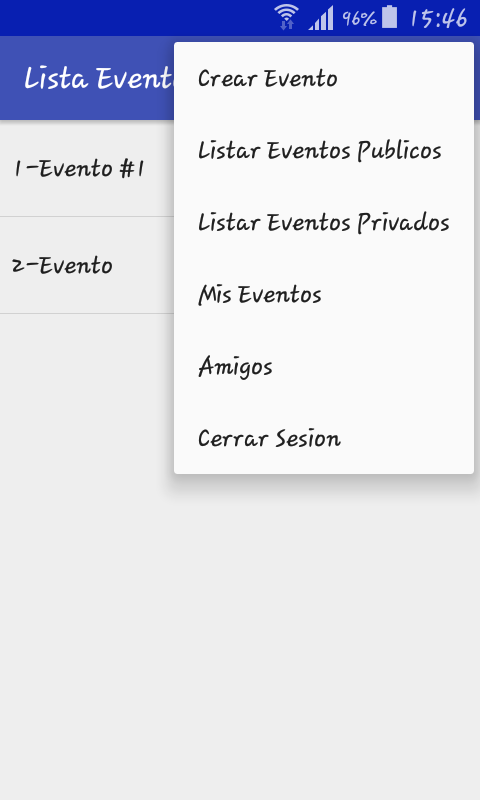 96% 15:46
Lista Event
Crear Evento
Listar Eventos Publicos
Listar Eventos Privados
Mis Eventos
Amigos
Cerrar Sesion
1-Evento #1
2-Evento